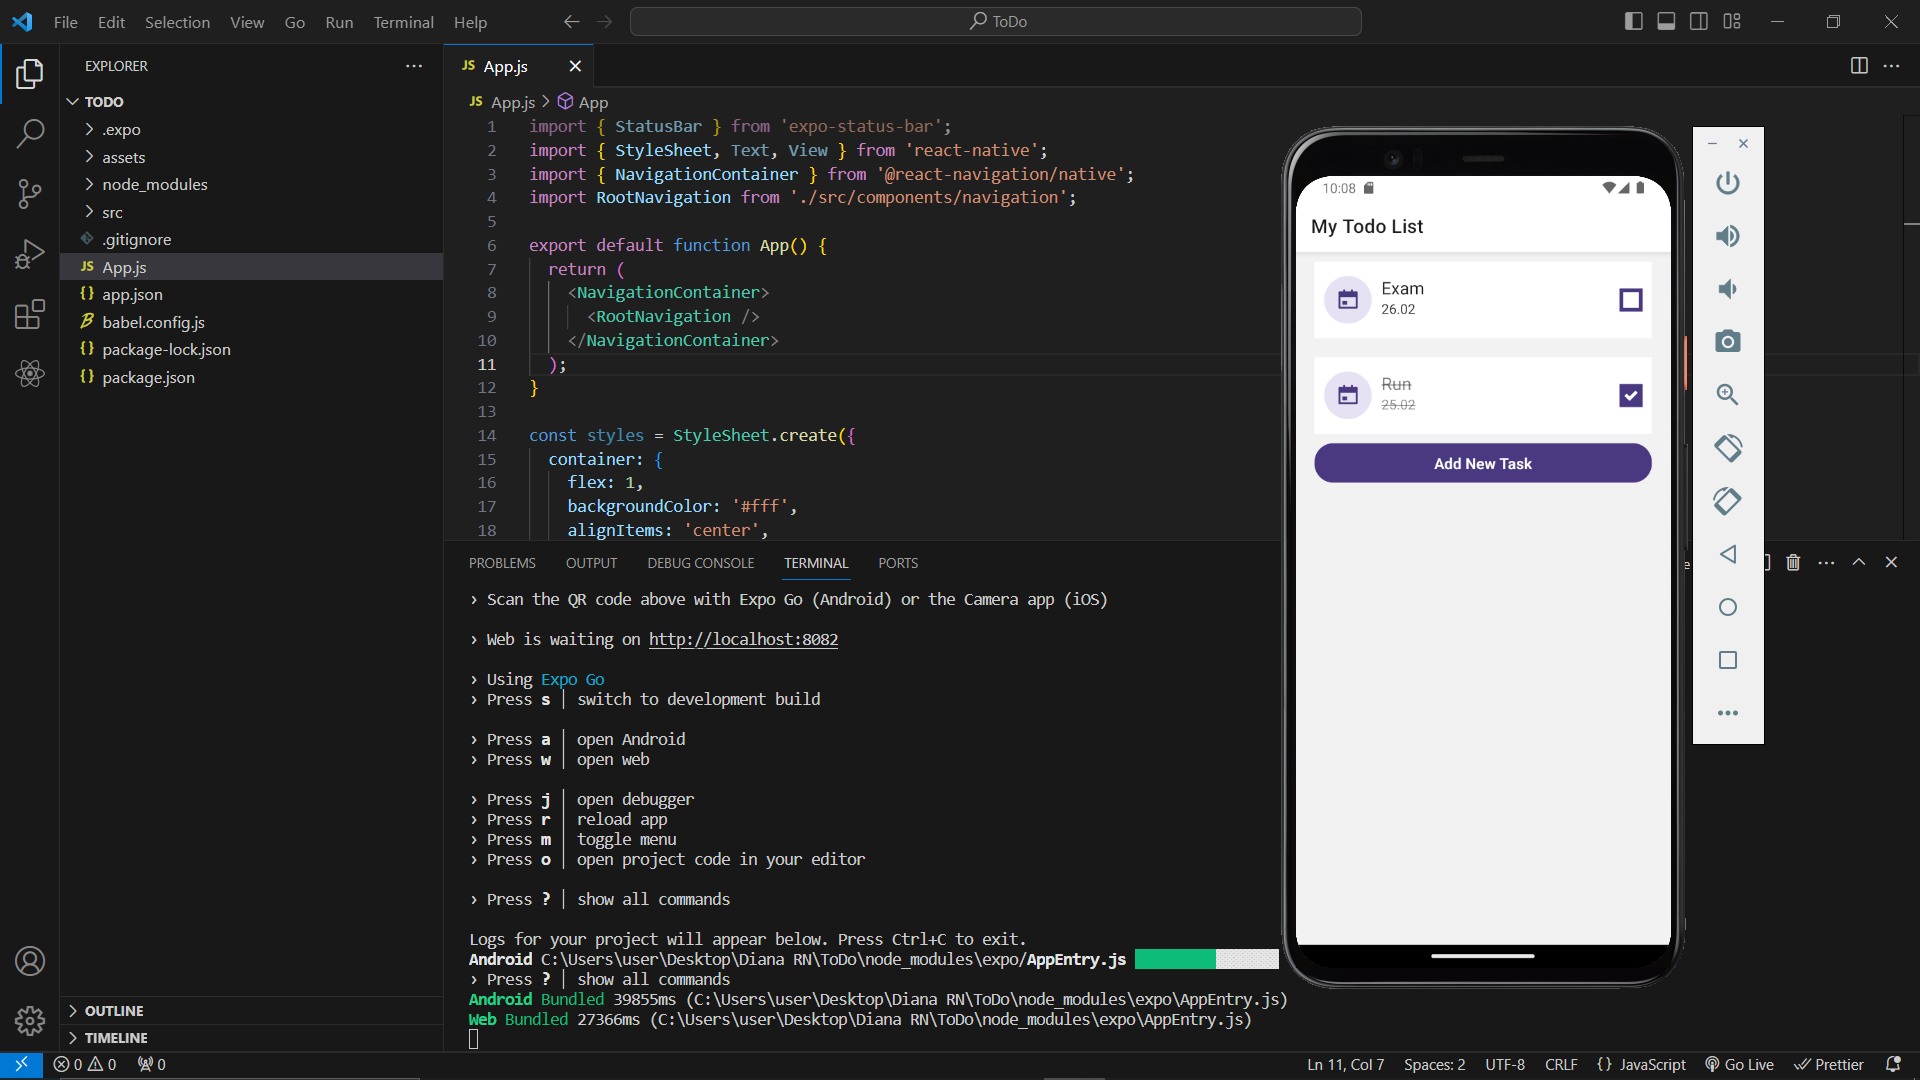 File Edit Selection View Go Run Terminal Help
ToDo
EXPLORER
TODO
.expo
assets
node_modules
src
.gitignore
JS App.js
{} app.json
babel.config.js
{} package-lock.json
{} package.json
OUTLINE
TIMELINE
JS App.js
JS App.js > App
1 import { StatusBar } from 'expo-status-bar';
2 import { StyleSheet, Text, View } from 'react-native';
3 import { NavigationContainer } from '@react-navigation/native';
4 import RootNavigation from './src/components/navigation';
5
6 export default function App() {
7 return (
8 <NavigationContainer>
9 <RootNavigation />
10 </NavigationContainer>
11 );
12 }
13
14 const styles = StyleSheet.create({
15 container: {
16 flex: 1,
17 backgroundColor: '#fff',
18 alignItems: 'center',
PROBLEMS OUTPUT DEBUG CONSOLE TERMINAL PORTS
› Scan the QR code above with Expo Go (Android) or the Camera app (iOS)
› Web is waiting on http://localhost:8082
› Using Expo Go
› Press s │ switch to development build
› Press a │ open Android
› Press w │ open web
› Press j │ open debugger
› Press r │ reload app
› Press m │ toggle menu
› Press o │ open project code in your editor
› Press ? │ show all commands
Logs for your project will appear below. Press Ctrl+C to exit.
Android C:\Users\user\Desktop\Diana RN\ToDo\node_modules\expo/AppEntry.js
› Press ? │ show all commands
Android Bundled 39855ms (C:\Users\user\Desktop\Diana RN\ToDo\node_modules\expo\AppEntry.js)
Web Bundled 27366ms (C:\Users\user\Desktop\Diana RN\ToDo\node_modules\expo\AppEntry.js)
10:08
My Todo List
Exam
26.02
Run
25.02
Add New Task
0 0 0
Ln 11, Col 7 Spaces: 2 UTF-8 CRLF {} JavaScript Go Live Prettier